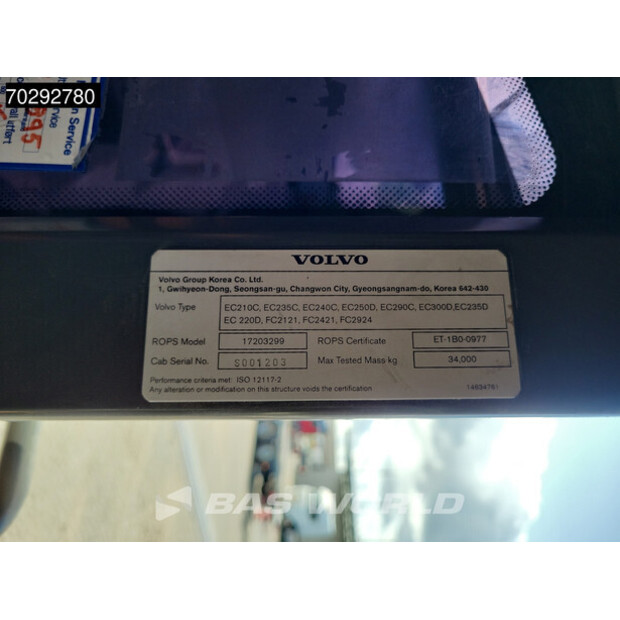 70292780
n Service
995
VOLVO
Volvo Group Korea Co. Ltd.
1, Gwihyeon-Dong, Seongsan-gu, Changwon City, Gyeongsangnam-do, Korea 642-430
Volvo Type
EC210C, EC235C, EC240C, EC250D, EC290C, EC300D,EC235D
EC 220D, FC2121, FC2421, FC2924
ROPS Model 17203299 ROPS Certificate ET-1B0-0977
Cab Serial No. S001203 Max Tested Mass kg 34,000
Performance criteria met: ISO 12117-2
Any alteration or modification on this structure voids the certification
BAS WORLD